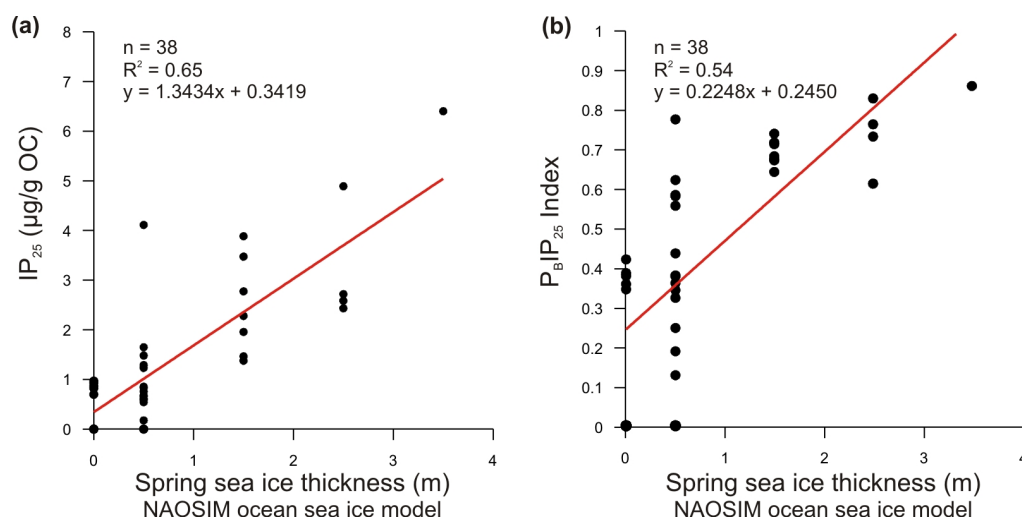 (a)
n = 38
R² = 0.65
y = 1.3434x + 0.3419
IP₂₅ (µg/g OC)
8
7
6
5
4
3
2
1
0
0 1 2 3 4
Spring sea ice thickness (m)
NAOSIM ocean sea ice model
(b)
n = 38
R² = 0.54
y = 0.2248x + 0.2450
P_BIP₂₅ Index
1
0.9
0.8
0.7
0.6
0.5
0.4
0.3
0.2
0.1
0
0 1 2 3 4
Spring sea ice thickness (m)
NAOSIM ocean sea ice model